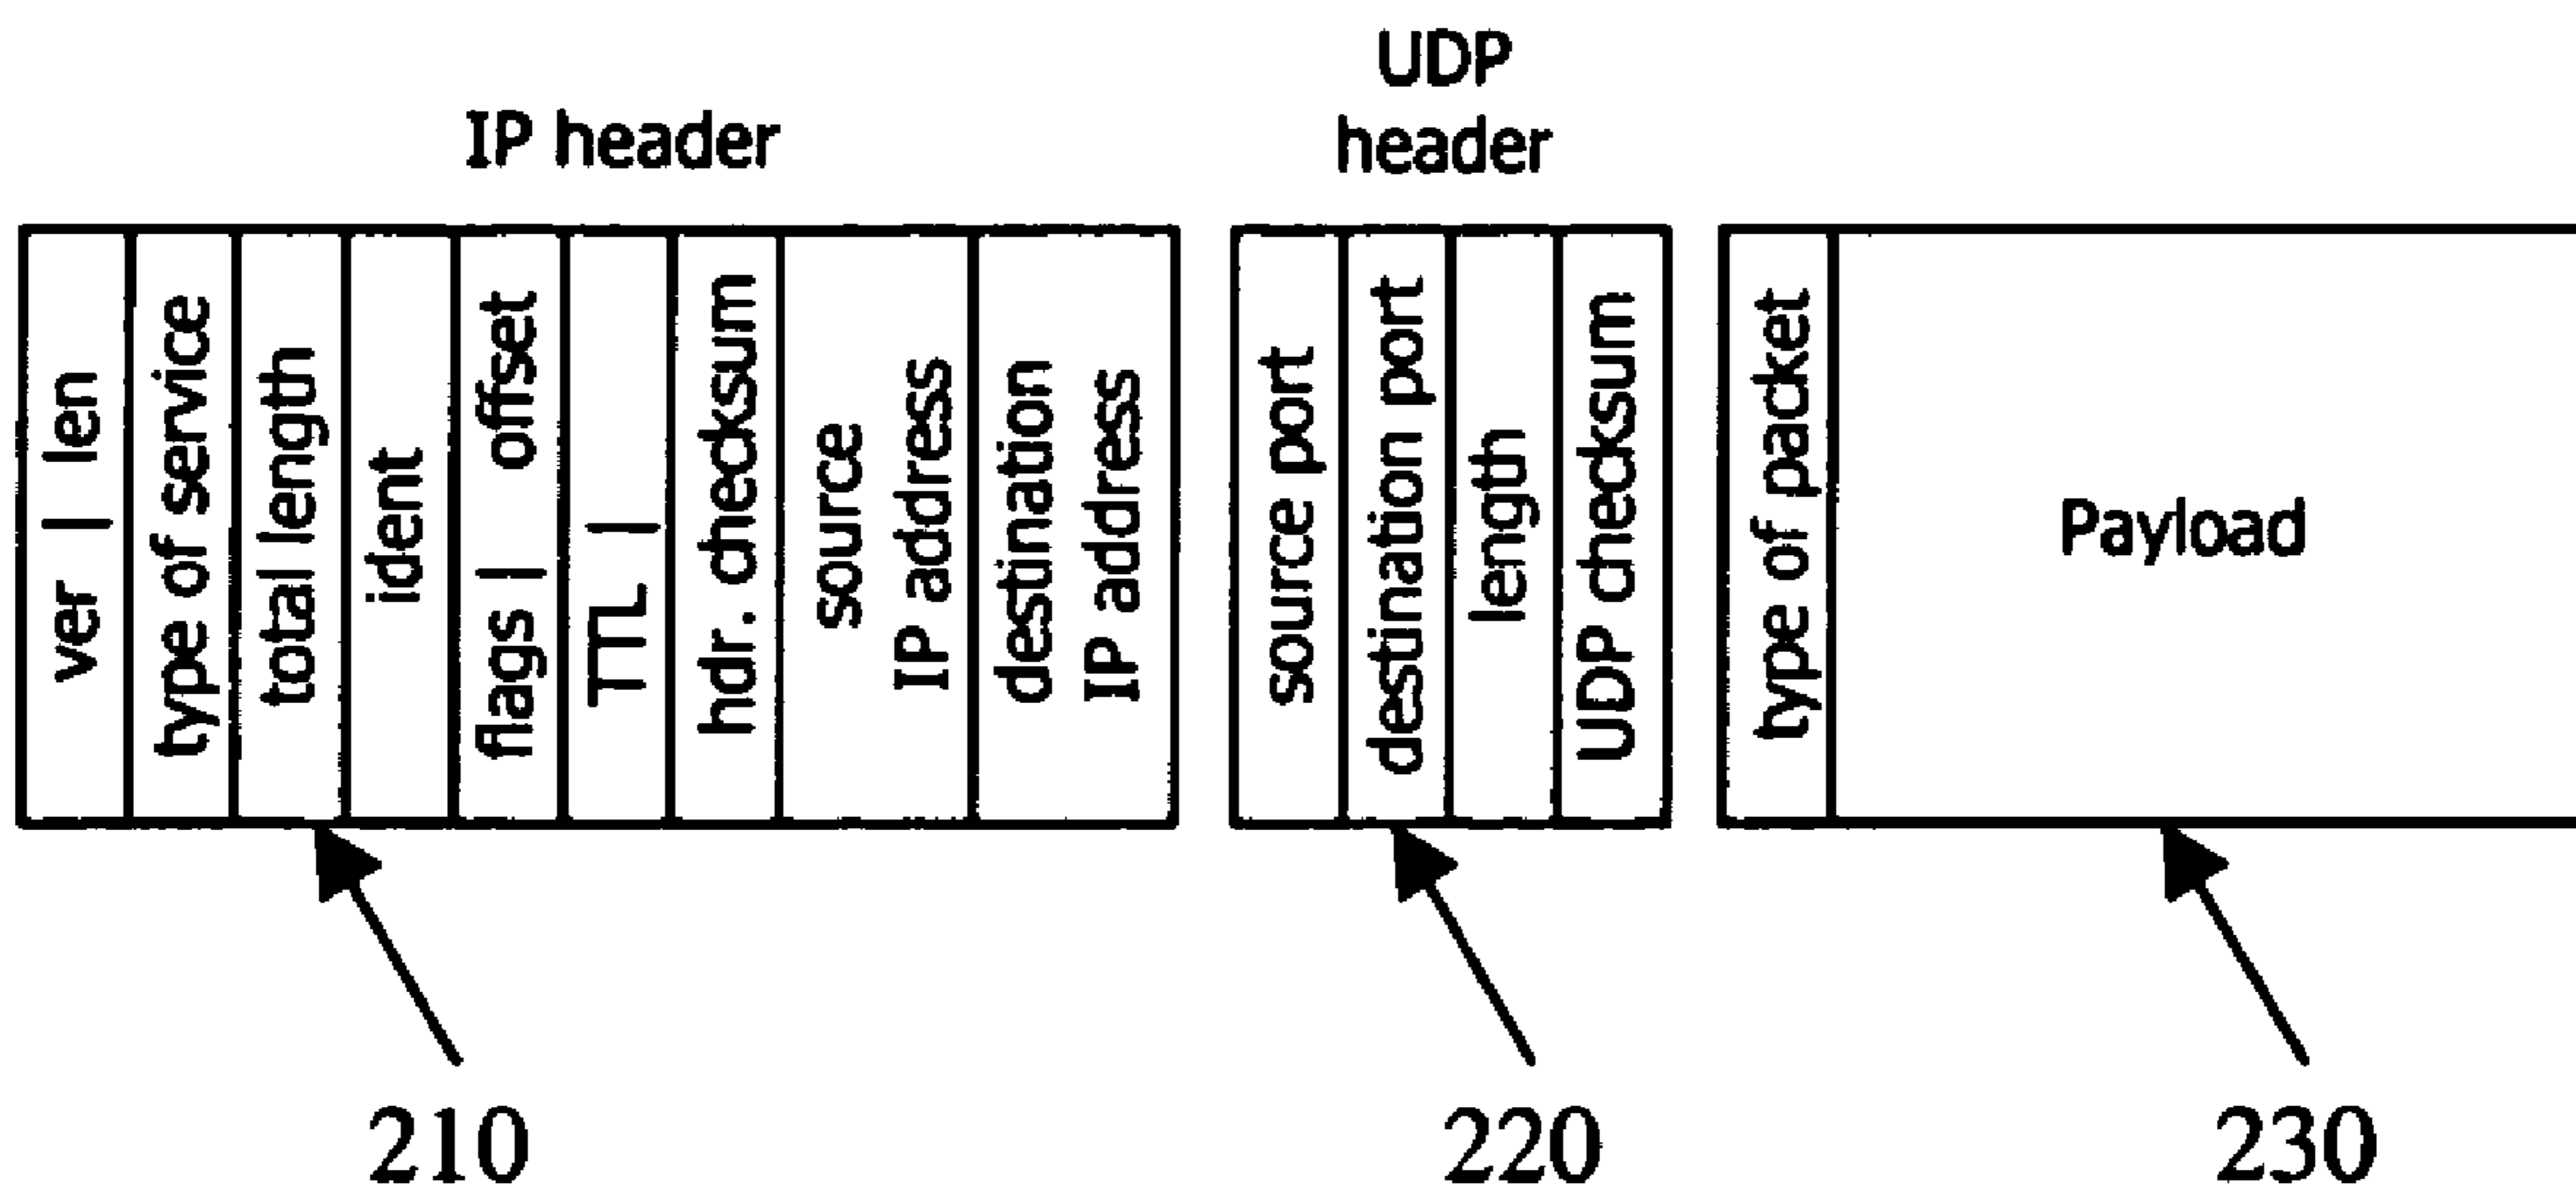 IP header
UDP
header
ver | len
type of service
total length
ident
flags | offset
TTL |
hdr. checksum
source
IP address
destination
IP address
source port
destination port
length
UDP checksum
type of packet
Payload
210
220
230